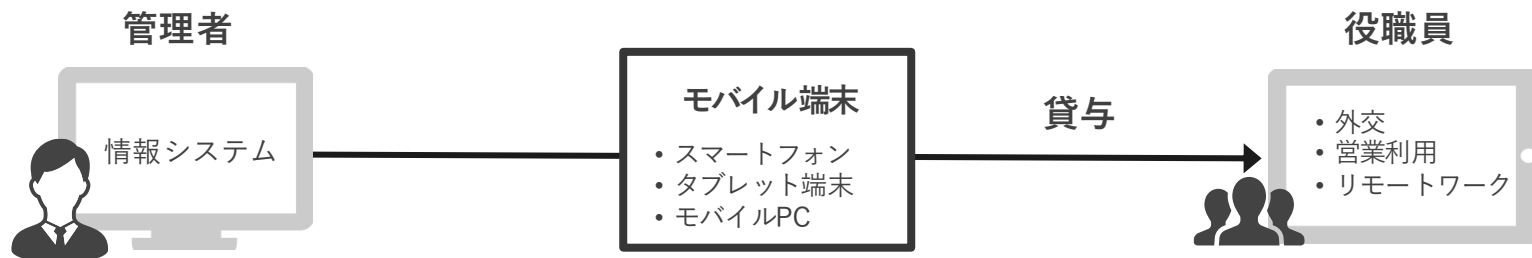 管理者
情報システム
モバイル端末
• スマートフォン
• タブレット端末
• モバイルPC
貸与
役職員
• 外交
• 営業利用
• リモートワーク